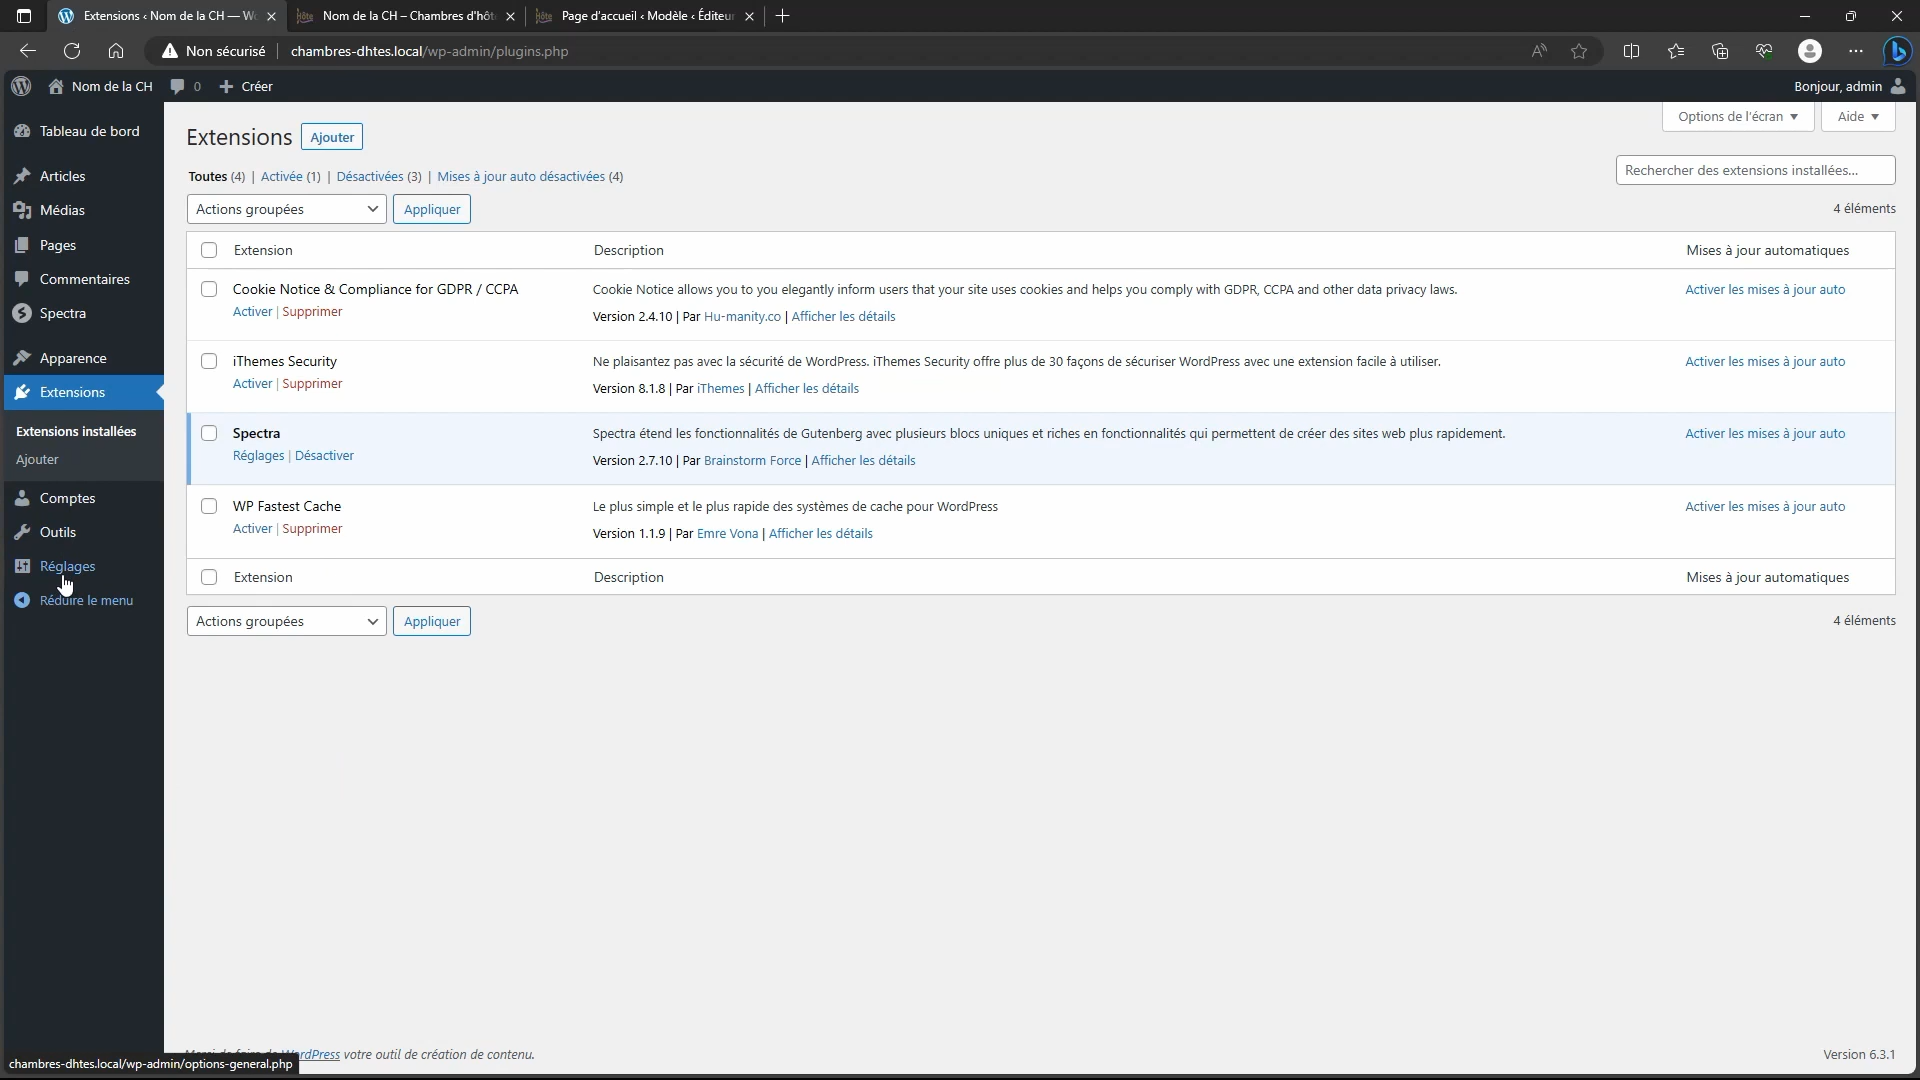 Extensions ‹ Nom de la CH — Wo
Nom de la CH – Chambres d'hôt
Page d'accueil ‹ Modèle ‹ Éditeur
Non sécurisé
chambres-dhtes.local/wp-admin/plugins.php
Nom de la CH
0
Créer
Bonjour, admin
Options de l'écran
Aide
Tableau de bord
Articles
Médias
Pages
Commentaires
Spectra
Apparence
Extensions
Extensions installées
Ajouter
Comptes
Outils
Réglages
Réduire le menu
Extensions
Ajouter
Toutes (4) | Activée (1) | Désactivées (3) | Mises à jour auto désactivées (4)
Rechercher des extensions installées...
Actions groupées
Appliquer
4 éléments
Extension
Description
Mises à jour automatiques
Cookie Notice & Compliance for GDPR / CCPA
Activer | Supprimer
Cookie Notice allows you to you elegantly inform users that your site uses cookies and helps you comply with GDPR, CCPA and other data privacy laws.
Version 2.4.10 | Par Hu-manity.co | Afficher les détails
Activer les mises à jour auto
iThemes Security
Activer | Supprimer
Ne plaisantez pas avec la sécurité de WordPress. iThemes Security offre plus de 30 façons de sécuriser WordPress avec une extension facile à utiliser.
Version 8.1.8 | Par iThemes | Afficher les détails
Activer les mises à jour auto
Spectra
Réglages | Désactiver
Spectra étend les fonctionnalités de Gutenberg avec plusieurs blocs uniques et riches en fonctionnalités qui permettent de créer des sites web plus rapidement.
Version 2.7.10 | Par Brainstorm Force | Afficher les détails
Activer les mises à jour auto
WP Fastest Cache
Activer | Supprimer
Le plus simple et le plus rapide des systèmes de cache pour WordPress
Version 1.1.9 | Par Emre Vona | Afficher les détails
Activer les mises à jour auto
Extension
Description
Mises à jour automatiques
Actions groupées
Appliquer
4 éléments
votre outil de création de contenu.
Version 6.3.1
chambres-dhtes.local/wp-admin/options-general.php